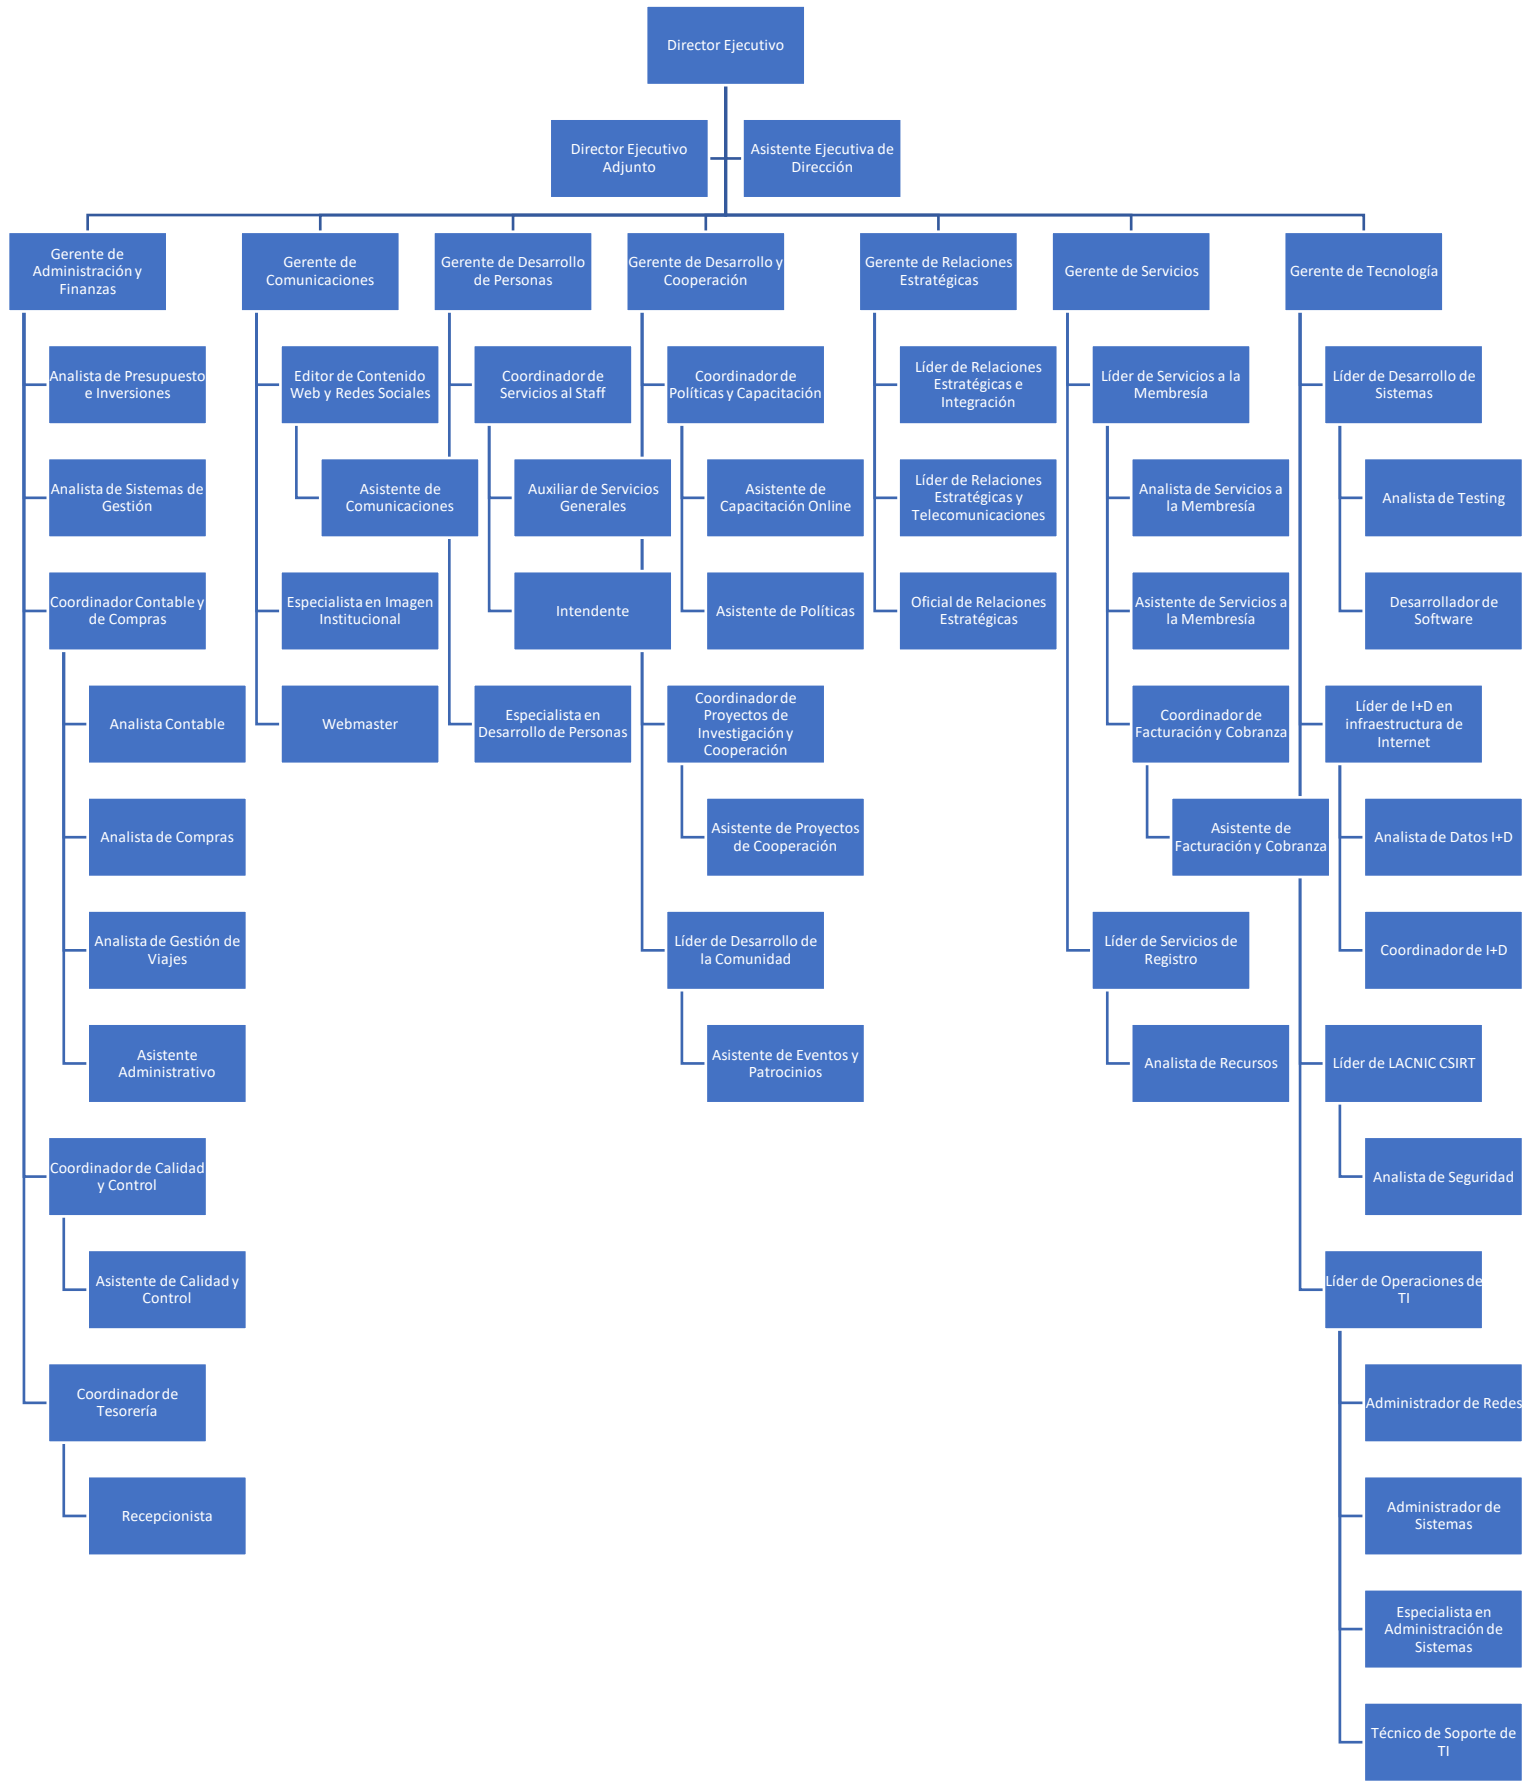 Director Ejecutivo
Director Ejecutivo
Adjunto
Asistente Ejecutiva de
Dirección
Gerente de
Administración y
Finanzas
Analista de Presupuesto
e Inversiones
Analista de Sistemas de
Gestión
Coordinador Contable y
de Compras
Analista Contable
Analista de Compras
Analista de Gestión de
Viajes
Asistente
Administrativo
Coordinador de Calidad
y Control
Asistente de Calidad y
Control
Coordinador de
Tesorería
Recepcionista
Gerente de
Comunicaciones
Editor de Contenido
Web y Redes Sociales
Asistente de
Comunicaciones
Especialista en Imagen
Institucional
Webmaster
Gerente de Desarrollo
de Personas
Coordinador de
Servicios al Staff
Auxiliar de Servicios
Generales
Intendente
Especialista en
Desarrollo de Personas
Gerente de Desarrollo y
Cooperación
Coordinador de
Políticas y Capacitación
Asistente de
Capacitación Online
Asistente de Políticas
Coordinador de
Proyectos de
Investigación y
Cooperación
Asistente de Proyectos
de Cooperación
Líder de Desarrollo de
la Comunidad
Asistente de Eventos y
Patrocinios
Gerente de Relaciones
Estratégicas
Líder de Relaciones
Estratégicas e
Integración
Líder de Relaciones
Estratégicas y
Telecomunicaciones
Oficial de Relaciones
Estratégicas
Gerente de Servicios
Líder de Servicios a la
Membresía
Analista de Servicios a
la Membresía
Asistente de Servicios a
la Membresía
Coordinador de
Facturación y Cobranza
Asistente de
Facturación y Cobranza
Líder de Servicios de
Registro
Analista de Recursos
Gerente de Tecnología
Líder de Desarrollo de
Sistemas
Analista de Testing
Desarrollador de
Software
Líder de I+D en
infraestructura de
Internet
Analista de Datos I+D
Coordinador de I+D
Líder de LACNIC CSIRT
Analista de Seguridad
Líder de Operaciones de
TI
Administrador de Redes
Administrador de
Sistemas
Especialista en
Administración de
Sistemas
Técnico de Soporte de
TI